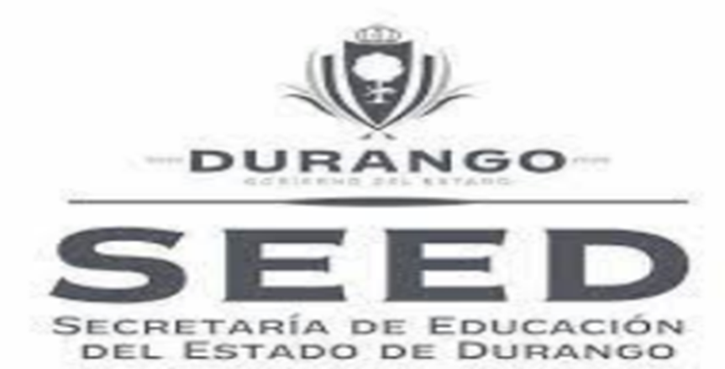 DURANGO
GOBIERNO DEL ESTADO
SEED
SECRETARÍA DE EDUCACIÓN
DEL ESTADO DE DURANGO